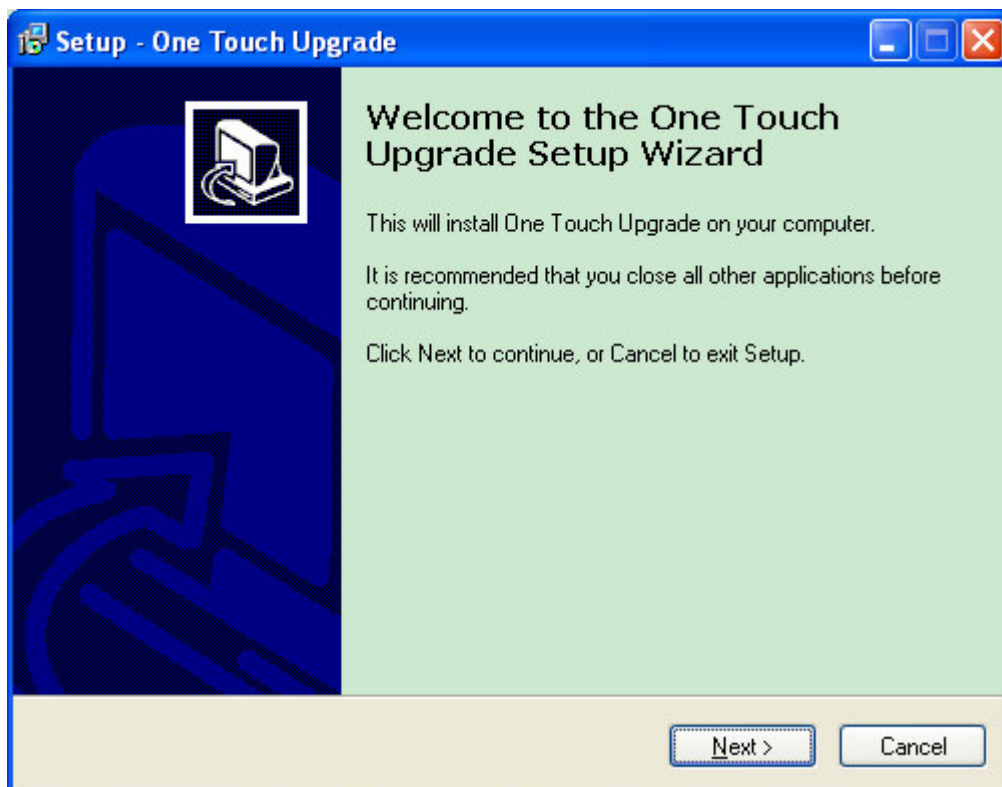 Setup - One Touch Upgrade
Welcome to the One Touch
Upgrade Setup Wizard
This will install One Touch Upgrade on your computer.
It is recommended that you close all other applications before
continuing.
Click Next to continue, or Cancel to exit Setup.
Next >
Cancel